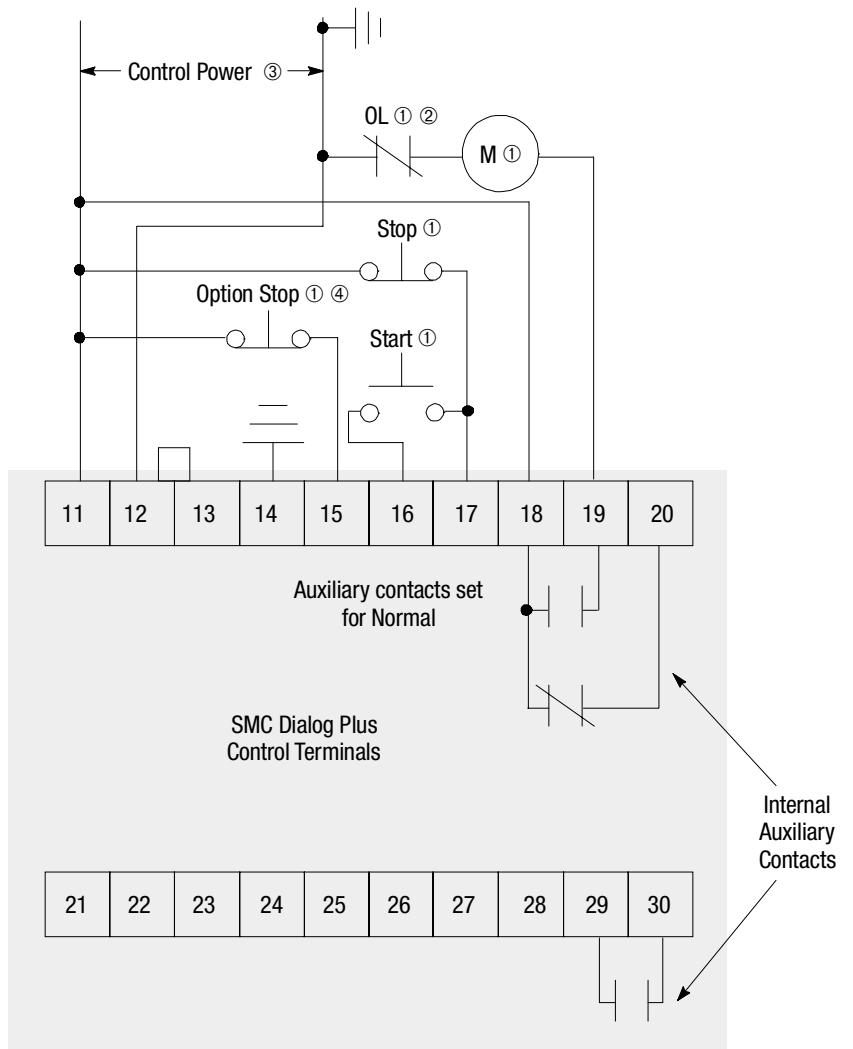 Control Power ③
OL ① ②
M ①
Stop ①
Option Stop ① ④
Start ①
11 12 13 14 15 16 17 18 19 20
Auxiliary contacts set
for Normal
SMC Dialog Plus
Control Terminals
Internal
Auxiliary
Contacts
21 22 23 24 25 26 27 28 29 30